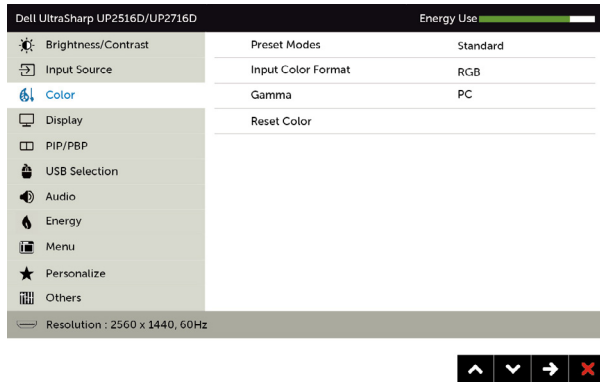 Dell UltraSharp UP2516D/UP2716D Energy Use
Brightness/Contrast
Input Source
Color
Display
PIP/PBP
USB Selection
Audio
Energy
Menu
Personalize
Others
Preset Modes Standard
Input Color Format RGB
Gamma PC
Reset Color
Resolution : 2560 x 1440, 60Hz